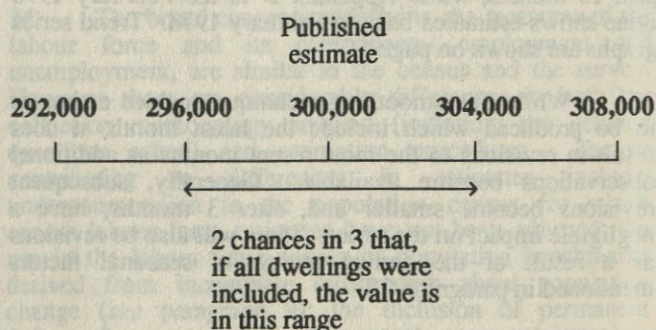 Published
estimate
292,000 296,000 300,000 304,000 308,000
2 chances in 3 that,
if all dwellings were
included, the value is
in this range